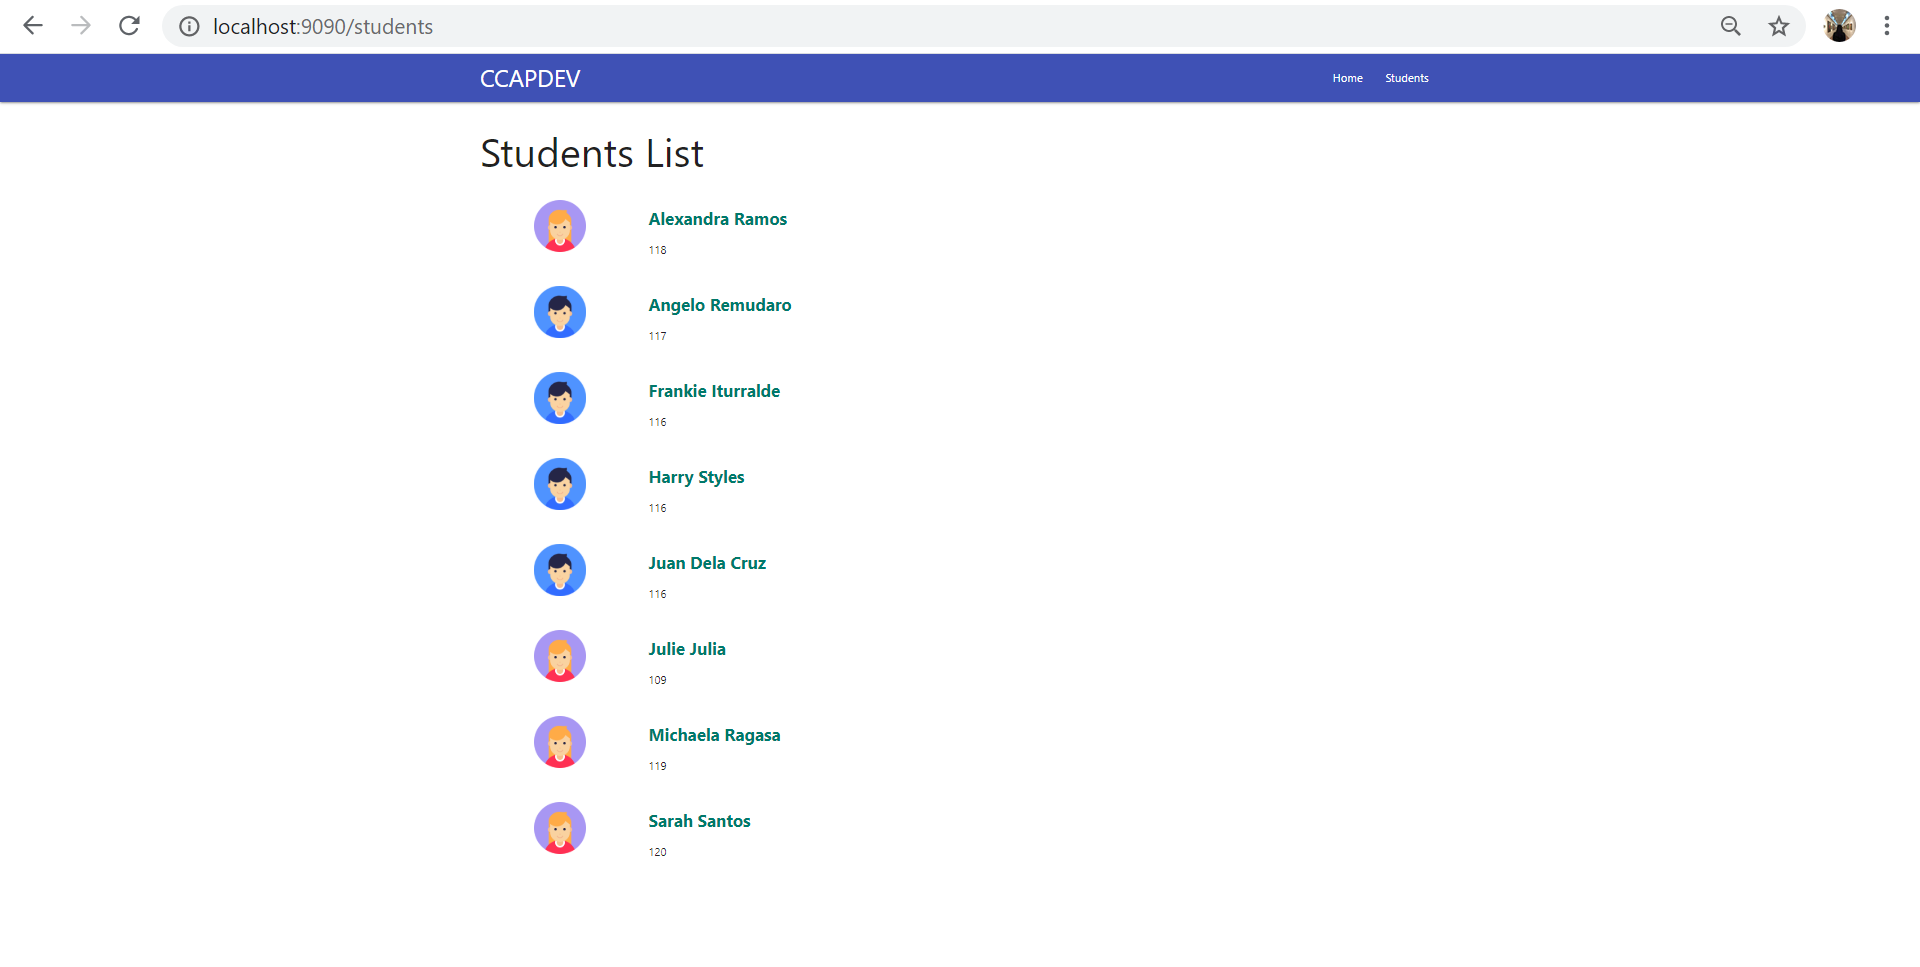 localhost:9090/students
CCAPDEV
Home Students
Students List
Alexandra Ramos
118
Angelo Remudaro
117
Frankie Iturralde
116
Harry Styles
116
Juan Dela Cruz
116
Julie Julia
109
Michaela Ragasa
119
Sarah Santos
120